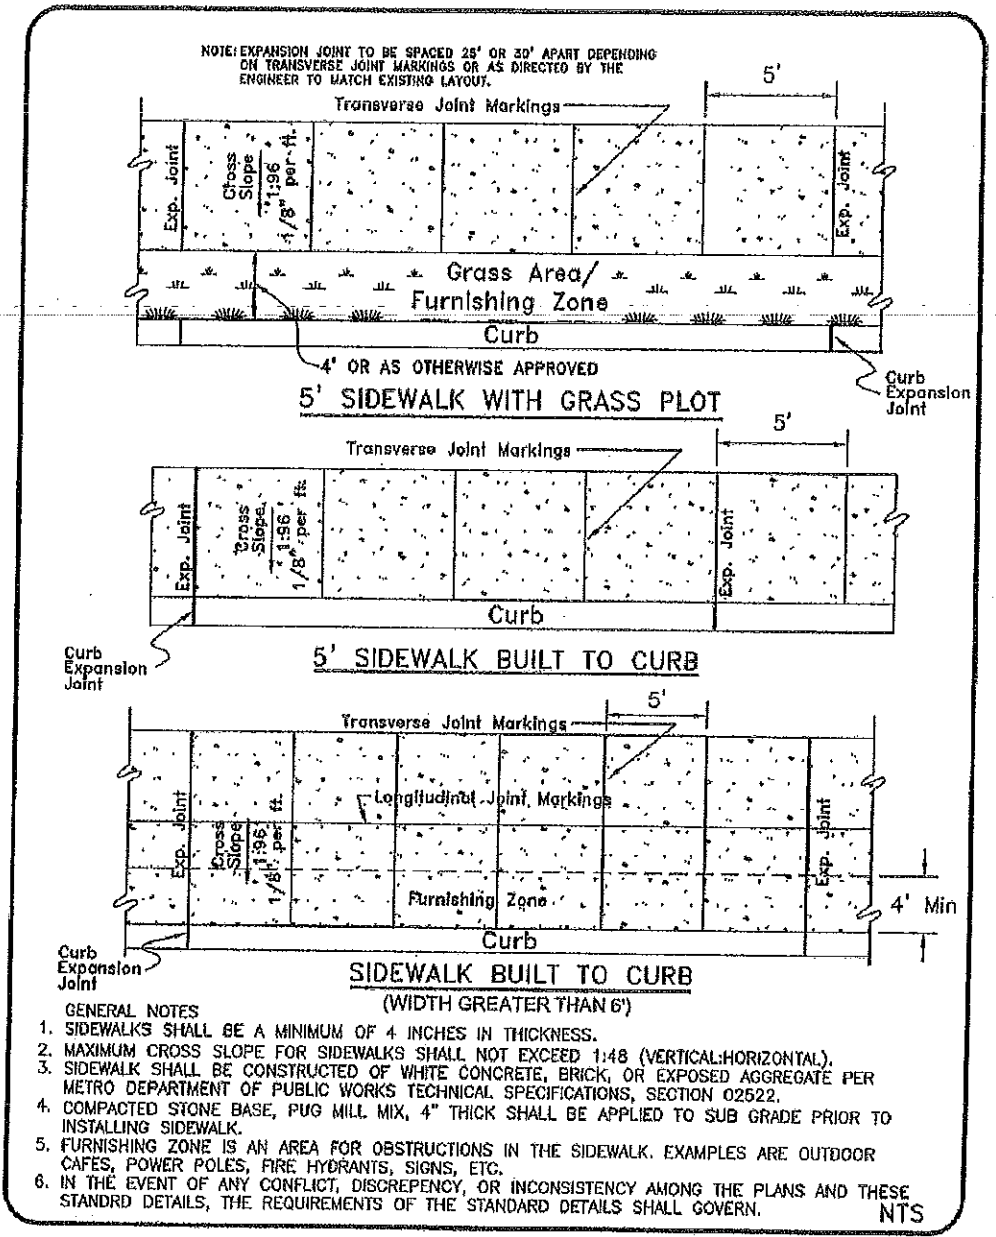 NOTE: EXPANSION JOINT TO BE SPACED 25' OR 30' APART DEPENDING
ON TRANSVERSE JOINT MARKINGS OR AS DIRECTED BY THE
ENGINEER TO MATCH EXISTING LAYOUT.
5'
Transverse Joint Markings
Exp. Joint
Cross
Slope
1:96
1/8" per ft.
Exp. Joint
Grass Area/
Furnishing Zone
Curb
4' OR AS OTHERWISE APPROVED
Curb
Expansion
Joint
5' SIDEWALK WITH GRASS PLOT
5'
Transverse Joint Markings
Exp. Joint
Cross
Slope
1:96
1/8" per ft.
Exp. Joint
Curb
Curb
Expansion
Joint
5' SIDEWALK BUILT TO CURB
5'
Transverse Joint Markings
Longitudinal Joint Markings
Exp. Joint
Cross
Slope
1:96
1/8" per ft.
Exp. Joint
Furnishing Zone
4' Min
Curb
Curb
Expansion
Joint
SIDEWALK BUILT TO CURB
(WIDTH GREATER THAN 6')
GENERAL NOTES
1. SIDEWALKS SHALL BE A MINIMUM OF 4 INCHES IN THICKNESS.
2. MAXIMUM CROSS SLOPE FOR SIDEWALKS SHALL NOT EXCEED 1:48 (VERTICAL:HORIZONTAL).
3. SIDEWALK SHALL BE CONSTRUCTED OF WHITE CONCRETE, BRICK, OR EXPOSED AGGREGATE PER
METRO DEPARTMENT OF PUBLIC WORKS TECHNICAL SPECIFICATIONS, SECTION 02522.
4. COMPACTED STONE BASE, PUG MILL MIX, 4" THICK SHALL BE APPLIED TO SUB GRADE PRIOR TO
INSTALLING SIDEWALK.
5. FURNISHING ZONE IS AN AREA FOR OBSTRUCTIONS IN THE SIDEWALK. EXAMPLES ARE OUTDOOR
CAFES, POWER POLES, FIRE HYDRANTS, SIGNS, ETC.
6. IN THE EVENT OF ANY CONFLICT, DISCREPENCY, OR INCONSISTENCY AMONG THE PLANS AND THESE
STANDRD DETAILS, THE REQUIREMENTS OF THE STANDARD DETAILS SHALL GOVERN.
NTS